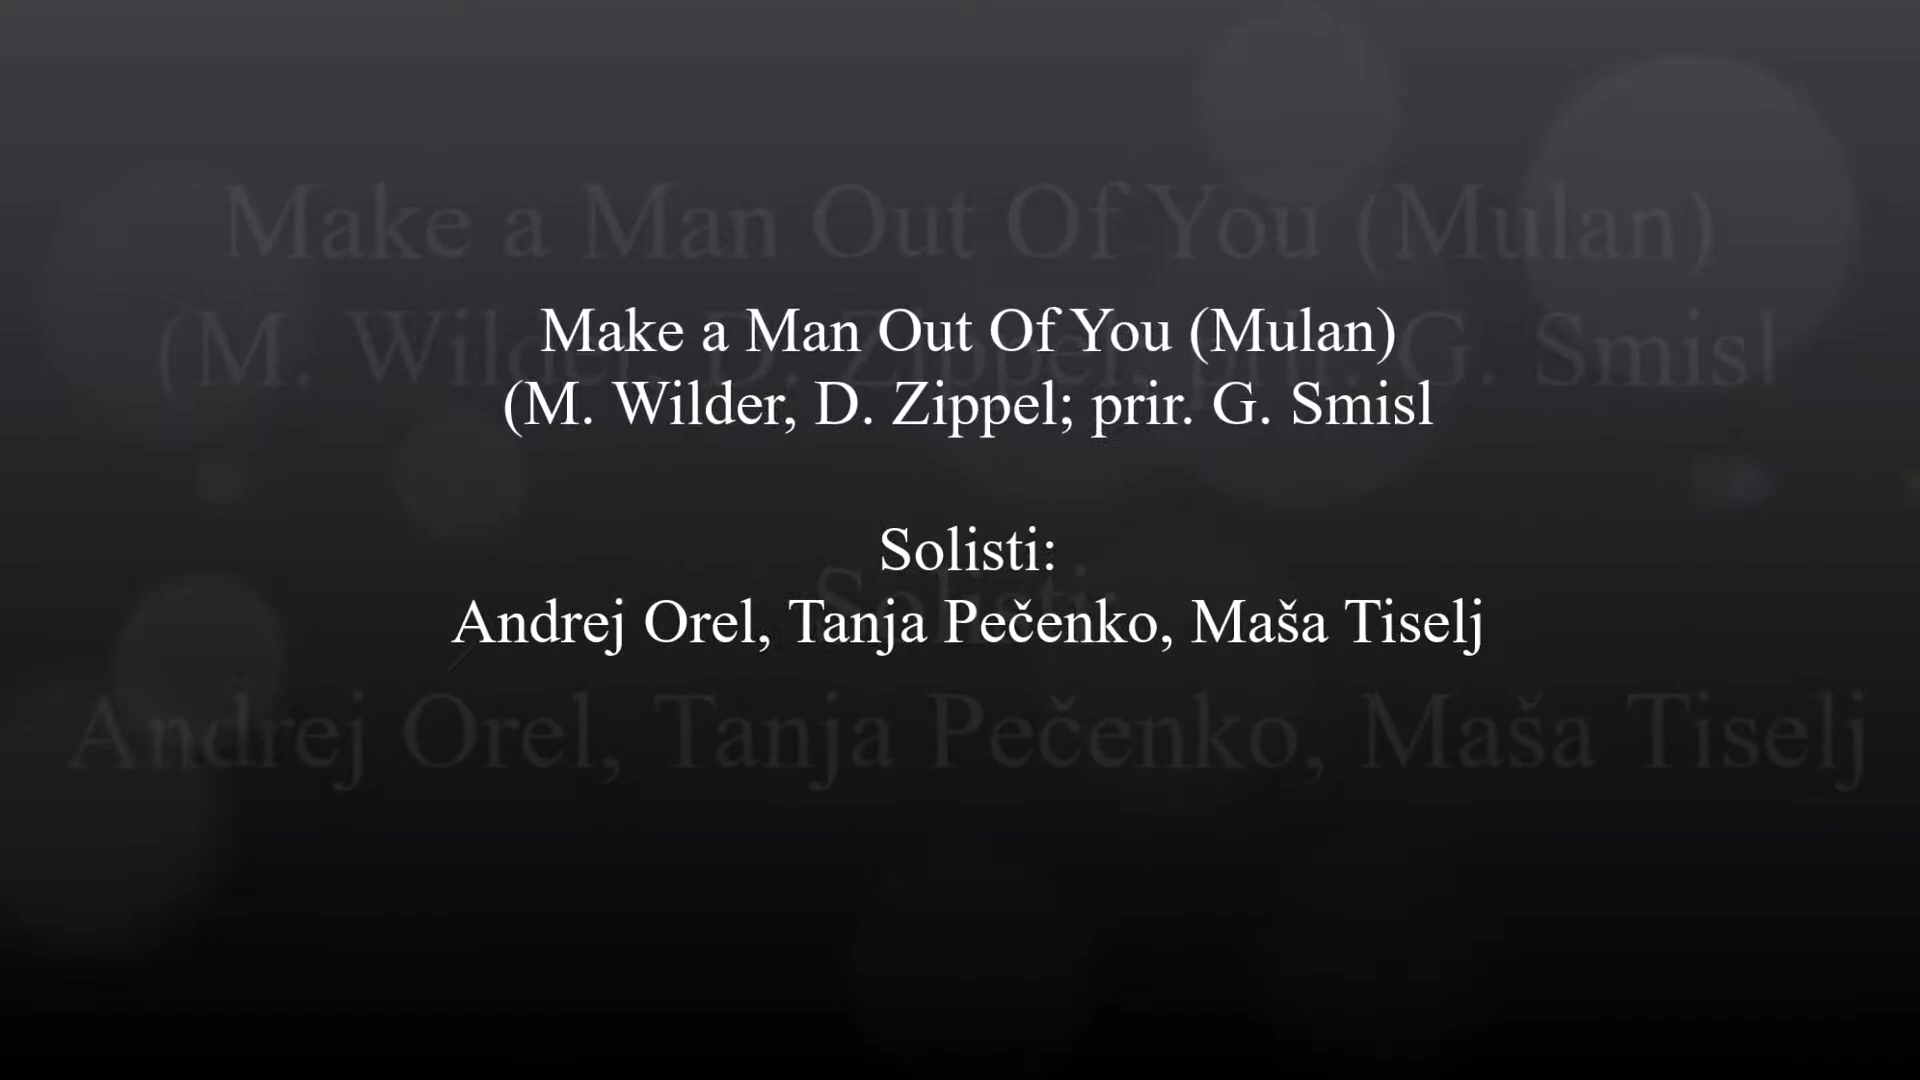 Make a Man Out Of You (Mulan)
(M. Wilder, D. Zippel; prir. G. Smisl
Solisti:
Andrej Orel, Tanja Pečenko, Maša Tiselj